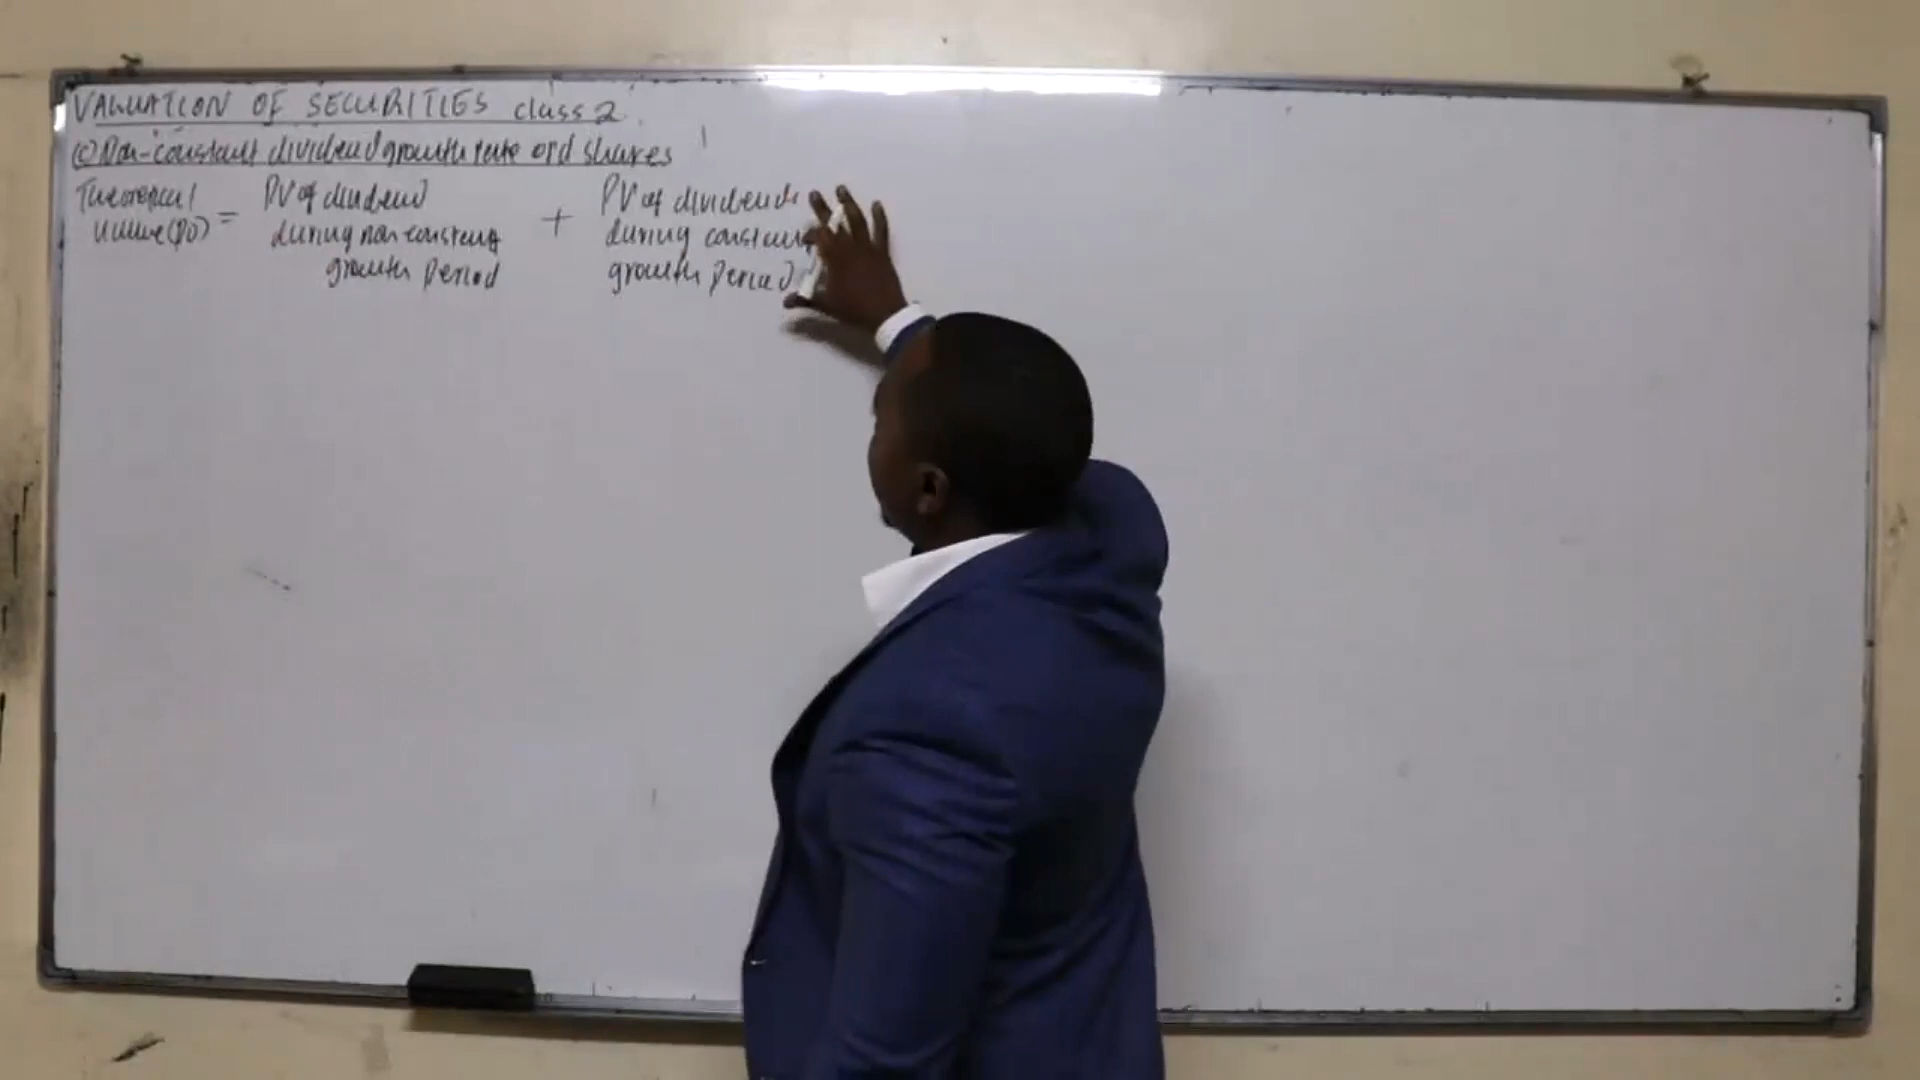 VALUATION OF SECURITIES class 2
(c) Non-constant dividend growth rate ord shares
Theoretical PV of dividend PV of dividends
value (P0) = during non constant + during constant
growth period growth period